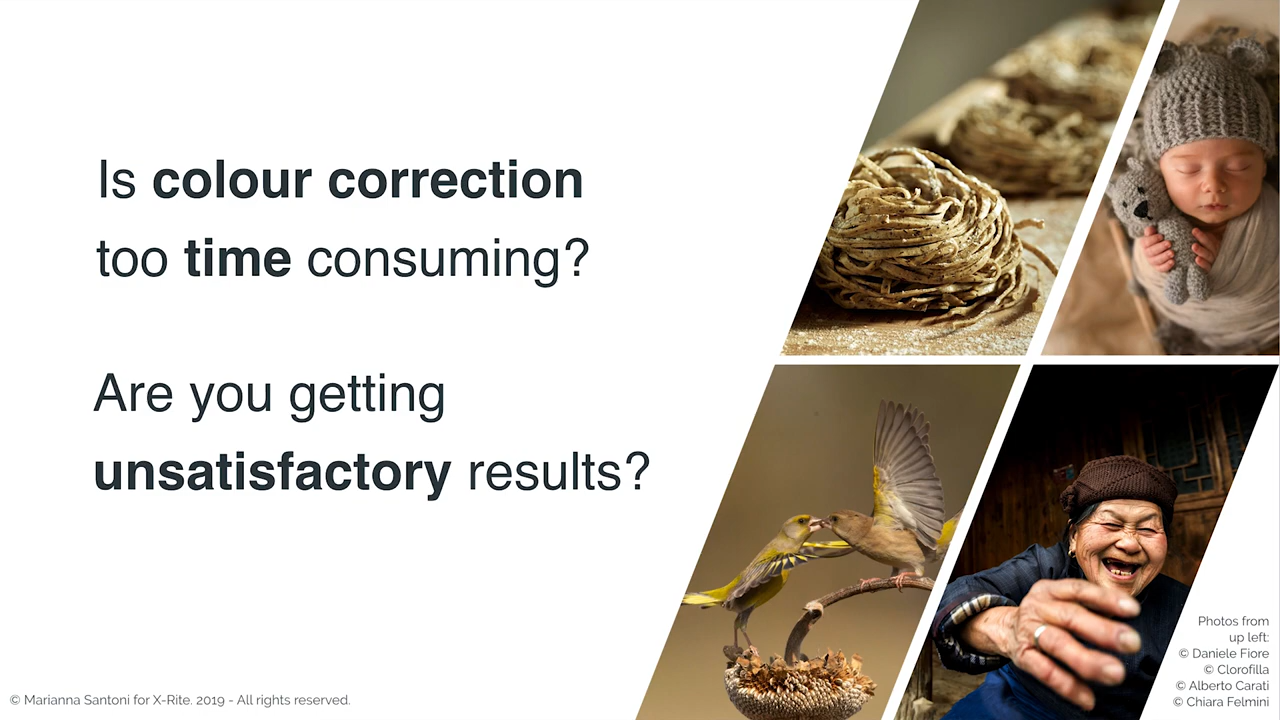 Is colour correction
too time consuming?
Are you getting
unsatisfactory results?
Photos from
up left:
© Daniele Fiore
© Clorofilla
© Alberto Carati
© Chiara Felmini
© Marianna Santoni for X-Rite. 2019 - All rights reserved.